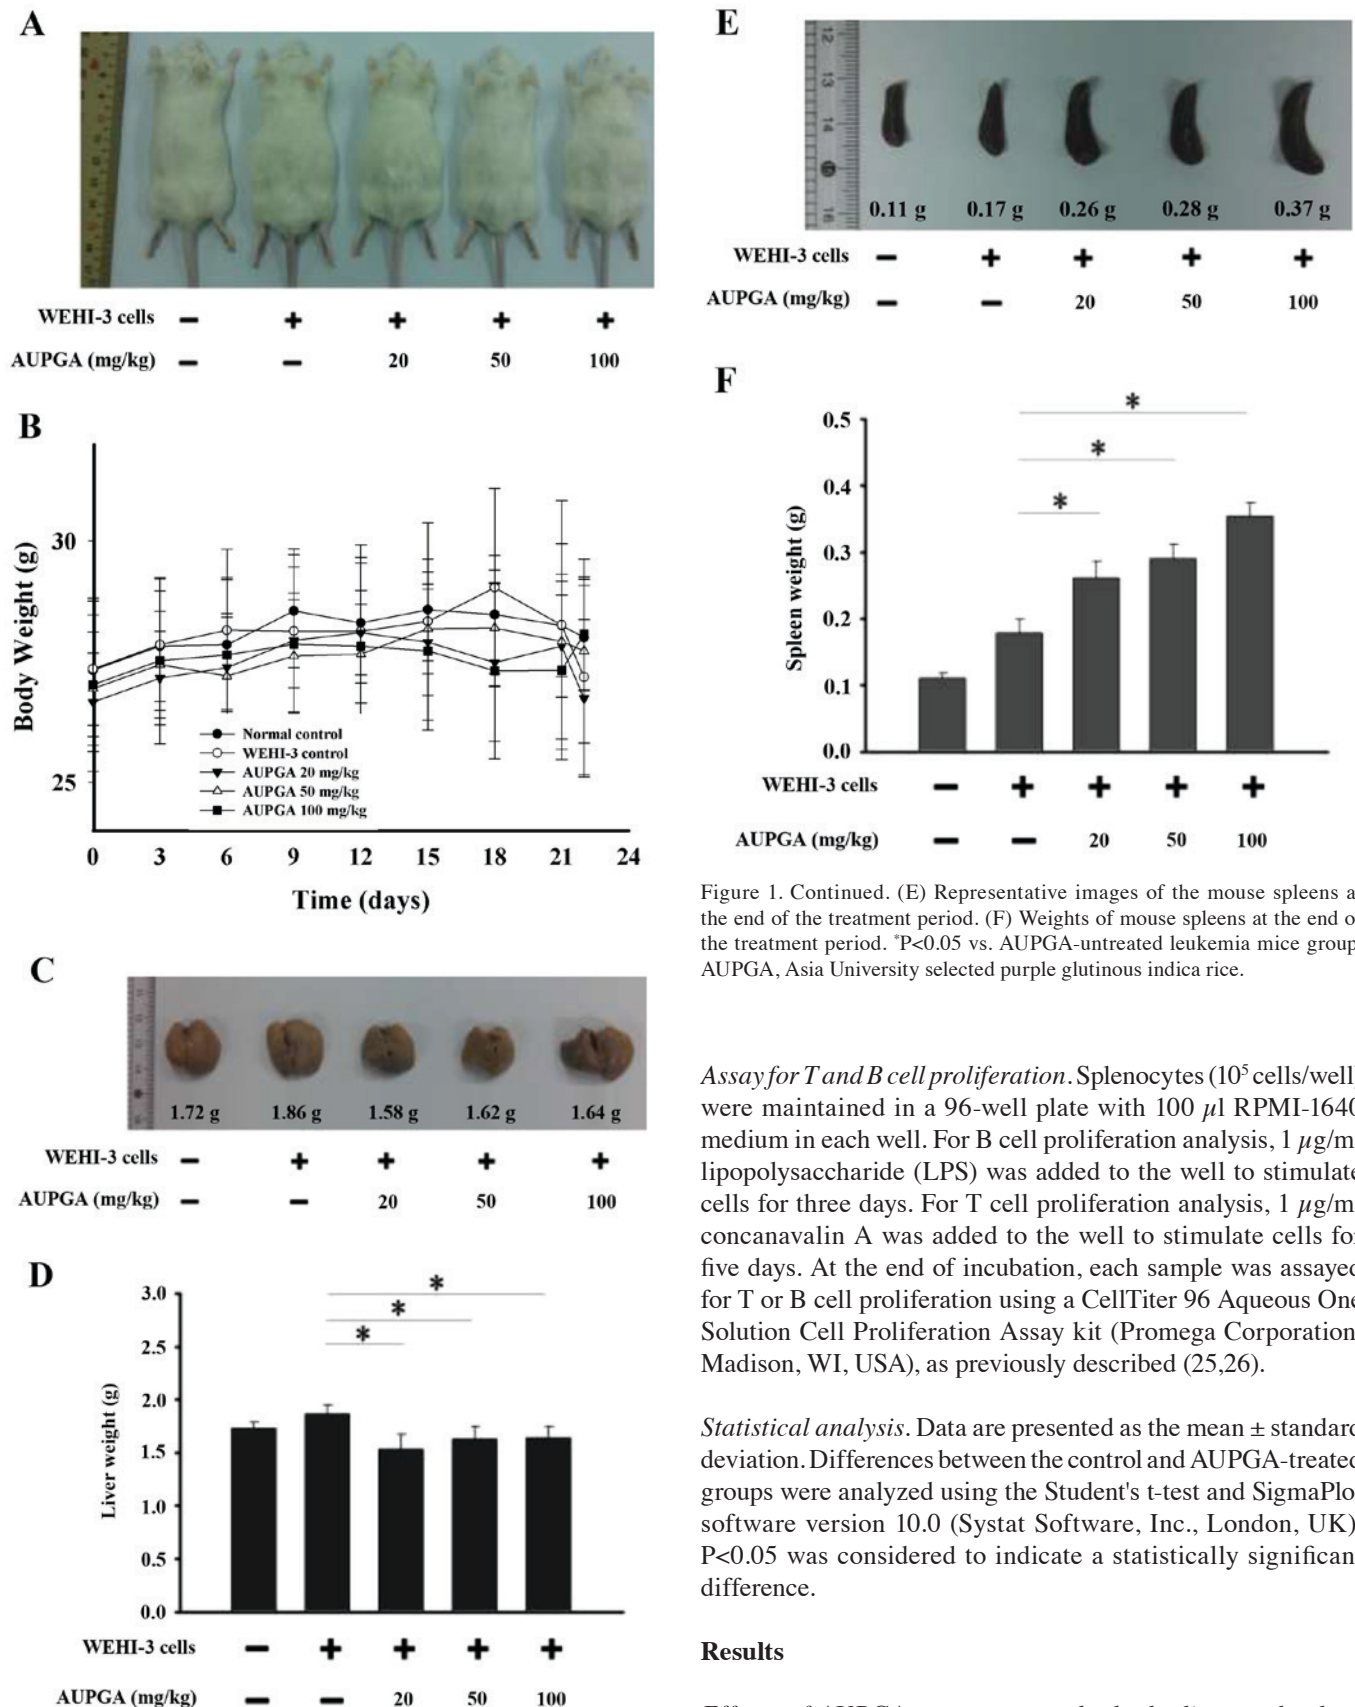 A
WEHI-3 cells − + + + +
AUPGA (mg/kg) − − 20 50 100
B
Body Weight (g)
30
25
Normal control
WEHI-3 control
AUPGA 20 mg/kg
AUPGA 50 mg/kg
AUPGA 100 mg/kg
0 3 6 9 12 15 18 21 24
Time (days)
C
1.72 g 1.86 g 1.58 g 1.62 g 1.64 g
WEHI-3 cells − + + + +
AUPGA (mg/kg) − − 20 50 100
D
Liver weight (g)
3.0
2.5
2.0
1.5
1.0
0.5
0.0
* * *
WEHI-3 cells − + + + +
AUPGA (mg/kg) − − 20 50 100
E
12
13
14
16
0.11 g 0.17 g 0.26 g 0.28 g 0.37 g
WEHI-3 cells − + + + +
AUPGA (mg/kg) − − 20 50 100
F
Spleen weight (g)
0.5
0.4
0.3
0.2
0.1
0.0
* * *
WEHI-3 cells − + + + +
AUPGA (mg/kg) − − 20 50 100
Figure 1. Continued. (E) Representative images of the mouse spleens a
the end of the treatment period. (F) Weights of mouse spleens at the end o
the treatment period. *P<0.05 vs. AUPGA-untreated leukemia mice group
AUPGA, Asia University selected purple glutinous indica rice.
Assay for T and B cell proliferation. Splenocytes (10⁵ cells/well)
were maintained in a 96-well plate with 100 µl RPMI-1640
medium in each well. For B cell proliferation analysis, 1 µg/m
lipopolysaccharide (LPS) was added to the well to stimulate
cells for three days. For T cell proliferation analysis, 1 µg/m
concanavalin A was added to the well to stimulate cells for
five days. At the end of incubation, each sample was assayed
for T or B cell proliferation using a CellTiter 96 Aqueous One
Solution Cell Proliferation Assay kit (Promega Corporation
Madison, WI, USA), as previously described (25,26).
Statistical analysis. Data are presented as the mean ± standard
deviation. Differences between the control and AUPGA-treated
groups were analyzed using the Student's t-test and SigmaPlo
software version 10.0 (Systat Software, Inc., London, UK)
P<0.05 was considered to indicate a statistically significan
difference.
Results